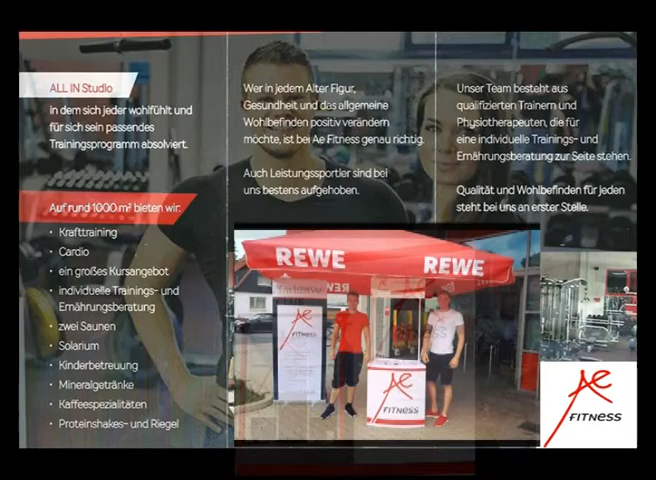 ALL IN Studio
in dem sich jeder wohlfühlt und
für sich sein passendes
Trainingsprogramm absolviert.
Auf rund 1000 m² bieten wir:
• Krafttraining
• Cardio
• ein großes Kursangebot
• individuelle Trainings- und
Ernährungsberatung
• zwei Saunen
• Solarium
• Kinderbetreuung
• Mineralgetränke
• Kaffeespezialitäten
• Proteinshakes- und Riegel
Wer in jedem Alter Figur,
Gesundheit und das allgemeine
Wohlbefinden positiv verändern
möchte, ist bei Ae Fitness genau richtig.
Auch Leistungssportler sind bei
uns bestens aufgehoben.
Unser Team besteht aus
qualifizierten Trainern und
Physiotherapeuten, die für
eine individuelle Trainings- und
Ernährungsberatung zur Seite stehen.
Qualität und Wohlbefinden für jeden
steht bei uns an erster Stelle.
REWE
REWE
REWE
Ae
FITNESS
Ae
FITNESS
Ae
FITNESS